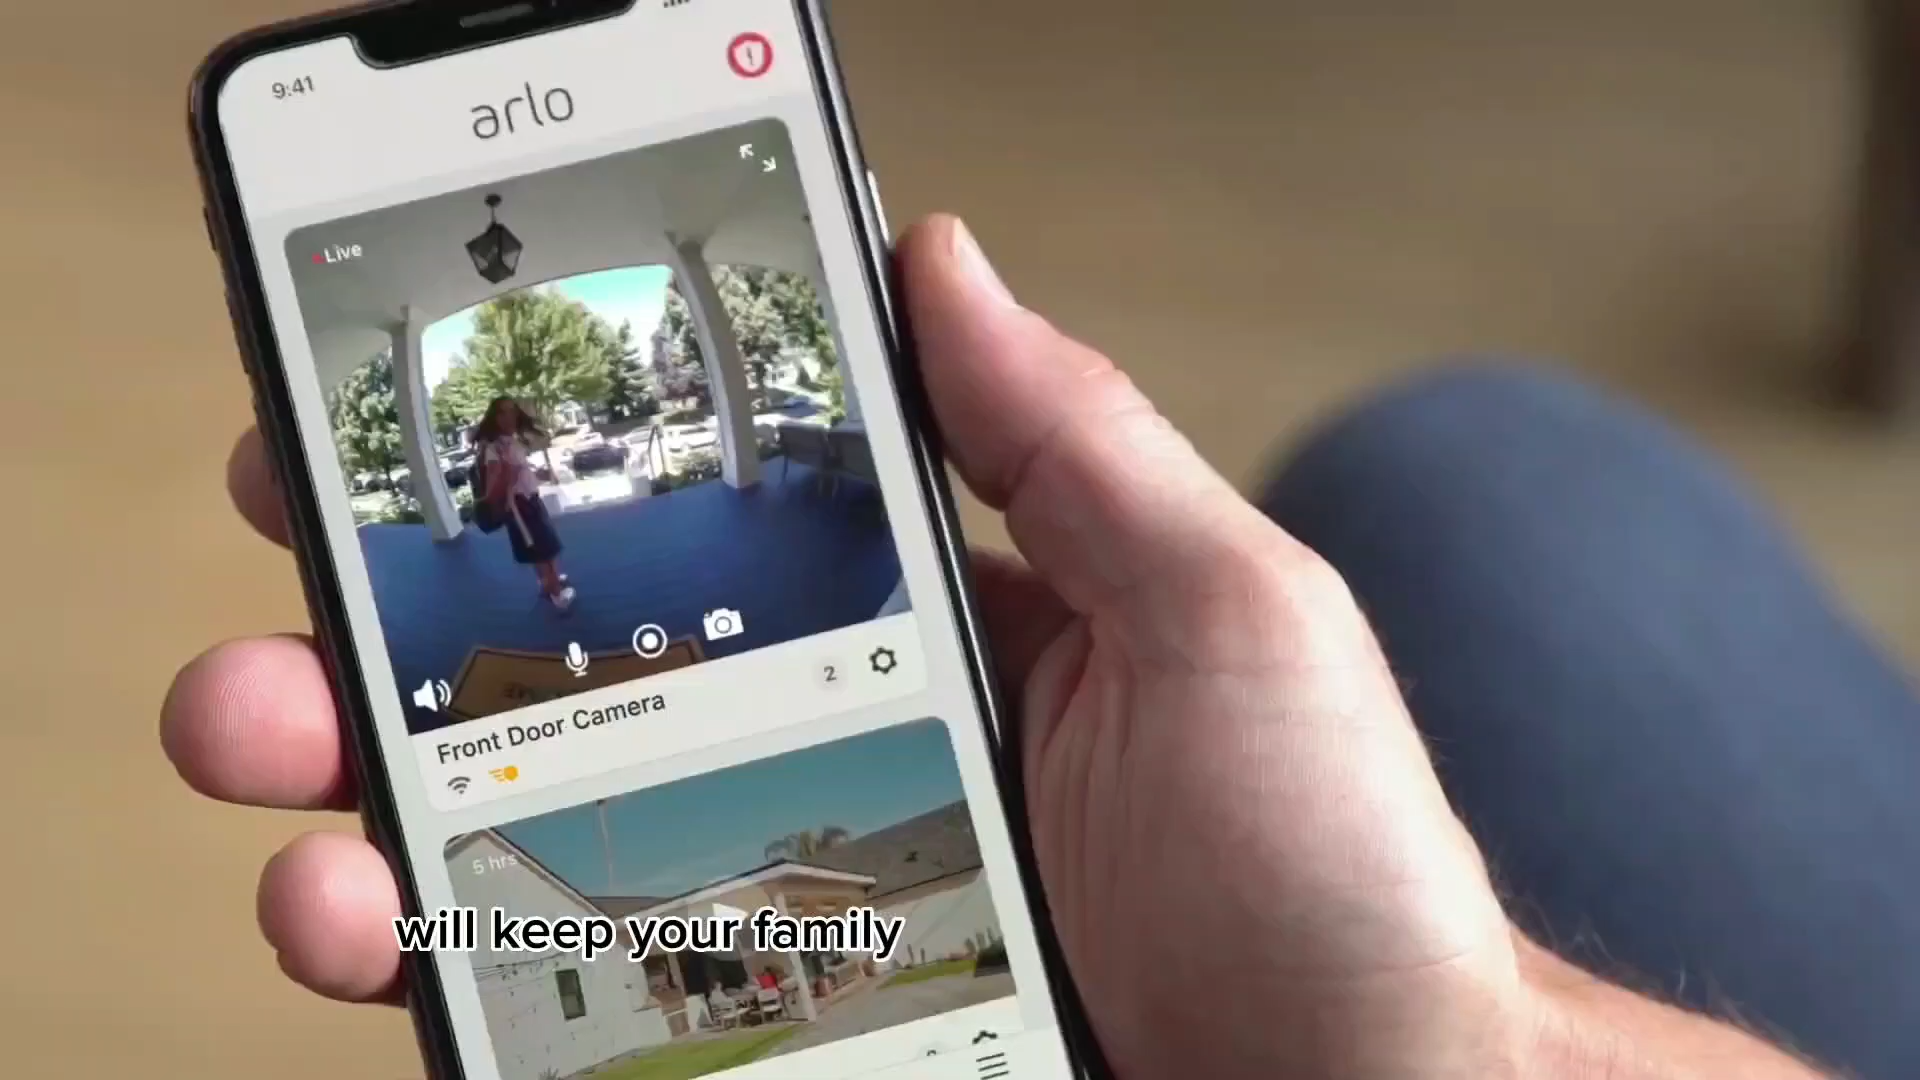 9:41
arlo
Live
2
Front Door Camera
5 hrs
will keep your family